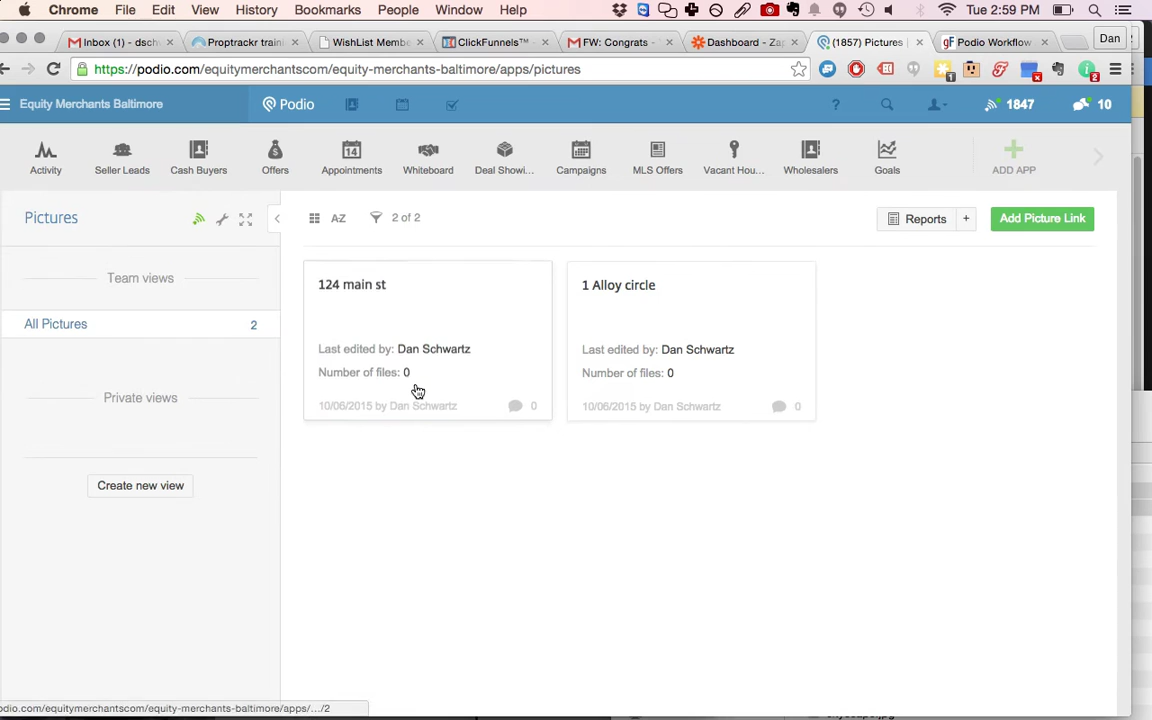 Chrome File Edit View History Bookmarks People Window Help Tue 2:59 PM
Inbox (1) - dsch Proptrackr traini WishList Membe ClickFunnels™ - FW: Congrats - Dashboard - Zap (1857) Pictures Podio Workflow Dan
https://podio.com/equitymerchantscom/equity-merchants-baltimore/apps/pictures
Equity Merchants Baltimore Podio ? 1847 10
Activity Seller Leads Cash Buyers Offers Appointments Whiteboard Deal Showi... Campaigns MLS Offers Vacant Hou... Wholesalers Goals ADD APP
Pictures AZ 2 of 2 Reports + Add Picture Link
Team views
All Pictures 2
Private views
Create new view
124 main st
Last edited by: Dan Schwartz
Number of files: 0
10/06/2015 by Dan Schwartz 0
1 Alloy circle
Last edited by: Dan Schwartz
Number of files: 0
10/06/2015 by Dan Schwartz 0
odio.com/equitymerchantscom/equity-merchants-baltimore/apps/.../2